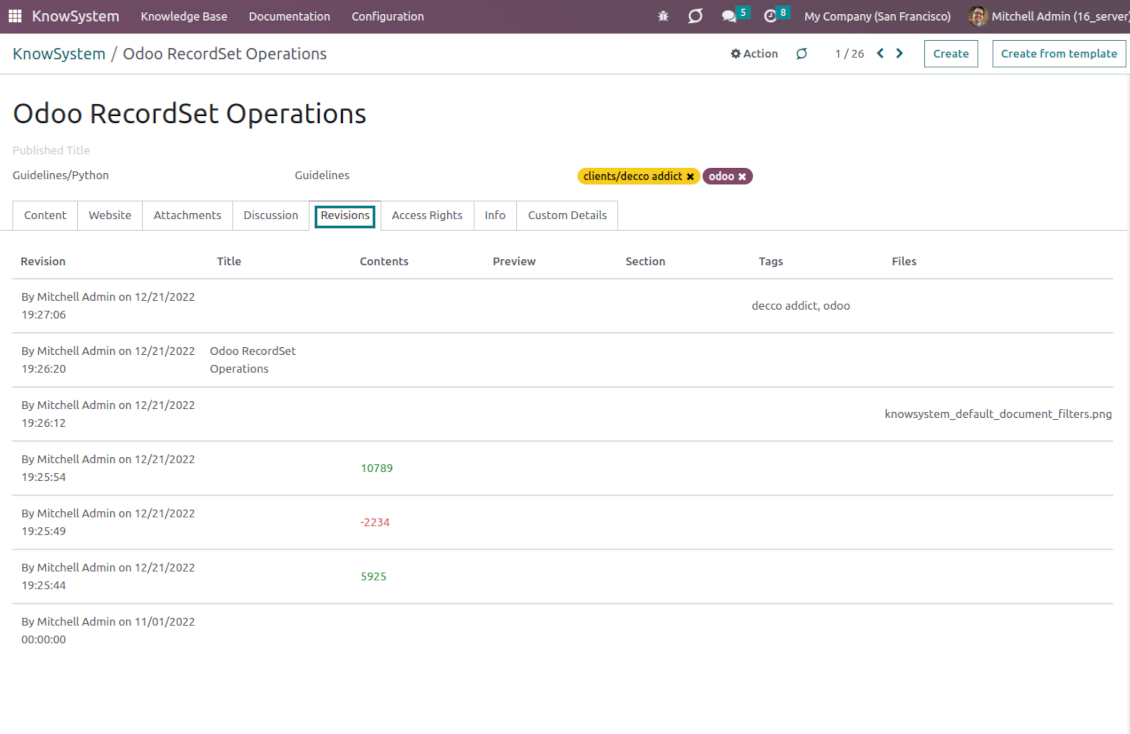 KnowSystem Knowledge Base Documentation Configuration 5 8 My Company (San Francisco) Mitchell Admin (16_server)
KnowSystem / Odoo RecordSet Operations Action 1 / 26 Create Create from template
Odoo RecordSet Operations
Published Title
Guidelines/Python Guidelines clients/decco addict × odoo ×
Content Website Attachments Discussion Revisions Access Rights Info Custom Details
Revision Title Contents Preview Section Tags Files
By Mitchell Admin on 12/21/2022
19:27:06
decco addict, odoo
By Mitchell Admin on 12/21/2022
19:26:20
Odoo RecordSet
Operations
By Mitchell Admin on 12/21/2022
19:26:12
knowsystem_default_document_filters.png
By Mitchell Admin on 12/21/2022
19:25:54
10789
By Mitchell Admin on 12/21/2022
19:25:49
-2234
By Mitchell Admin on 12/21/2022
19:25:44
5925
By Mitchell Admin on 11/01/2022
00:00:00